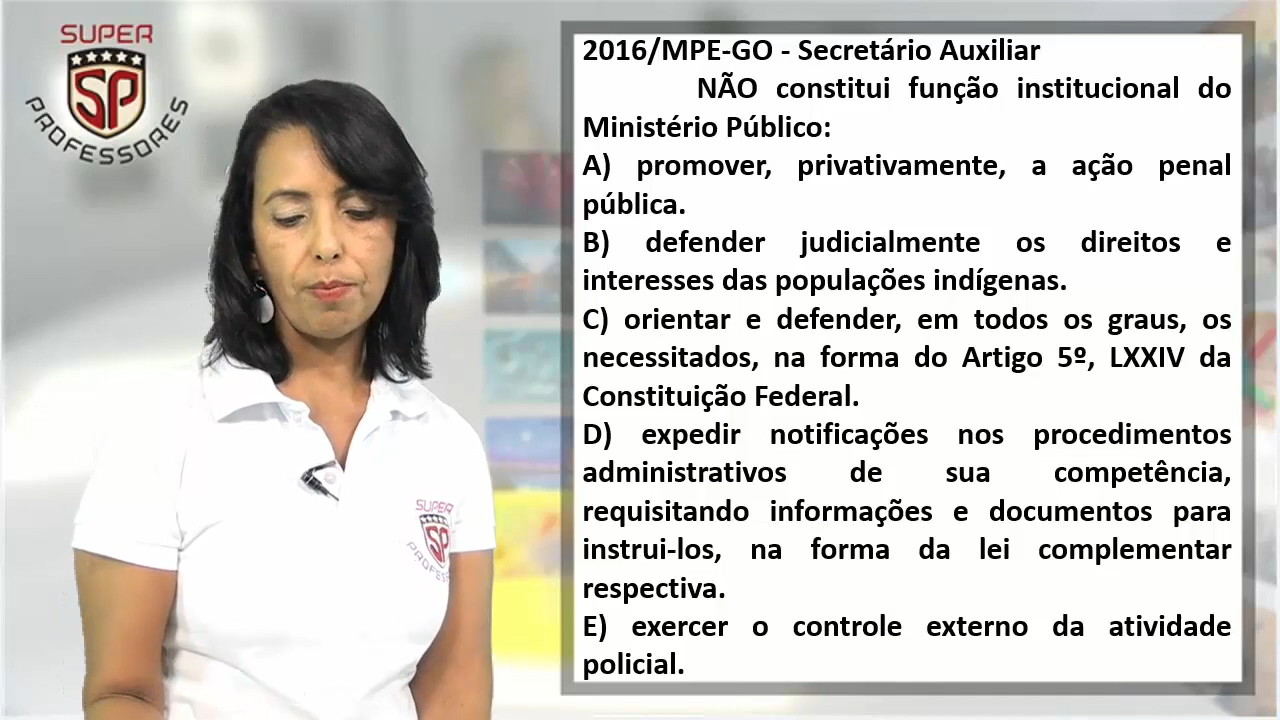 SUPER
SP
PROFESSORES
2016/MPE-GO - Secretário Auxiliar
NÃO constitui função institucional do
Ministério Público:
A) promover, privativamente, a ação penal
pública.
B) defender judicialmente os direitos e
interesses das populações indígenas.
C) orientar e defender, em todos os graus, os
necessitados, na forma do Artigo 5º, LXXIV da
Constituição Federal.
D) expedir notificações nos procedimentos
administrativos de sua competência,
requisitando informações e documentos para
instrui-los, na forma da lei complementar
respectiva.
E) exercer o controle externo da atividade
policial.
SUPER
SP